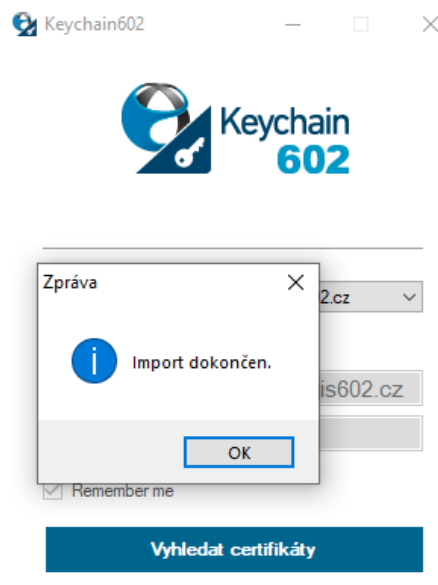 Keychain602
Keychain
602
Zpráva
2.cz
Import dokončen.
is602.cz
OK
Remember me
Vyhledat certifikáty